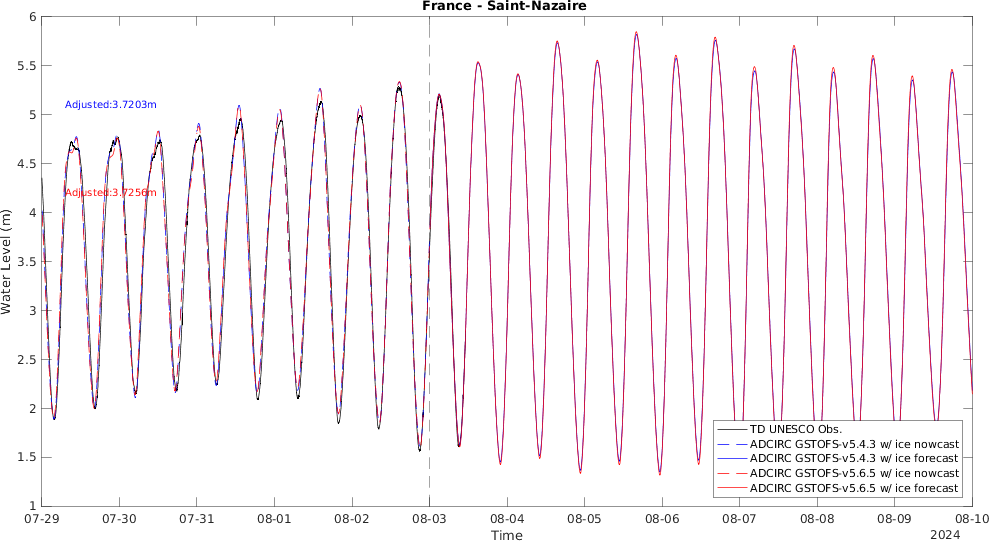 France - Saint-Nazaire
6
5.5
5
4.5
4
3.5
3
2.5
2
1.5
1
Water Level (m)
Adjusted:3.7203m
Adjusted:3.7256m
TD UNESCO Obs.
ADCIRC GSTOFS-v5.4.3 w/ ice nowcast
ADCIRC GSTOFS-v5.4.3 w/ ice forecast
ADCIRC GSTOFS-v5.6.5 w/ ice nowcast
ADCIRC GSTOFS-v5.6.5 w/ ice forecast
07-29 07-30 07-31 08-01 08-02 08-03 08-04 08-05 08-06 08-07 08-08 08-09 08-10
Time
2024